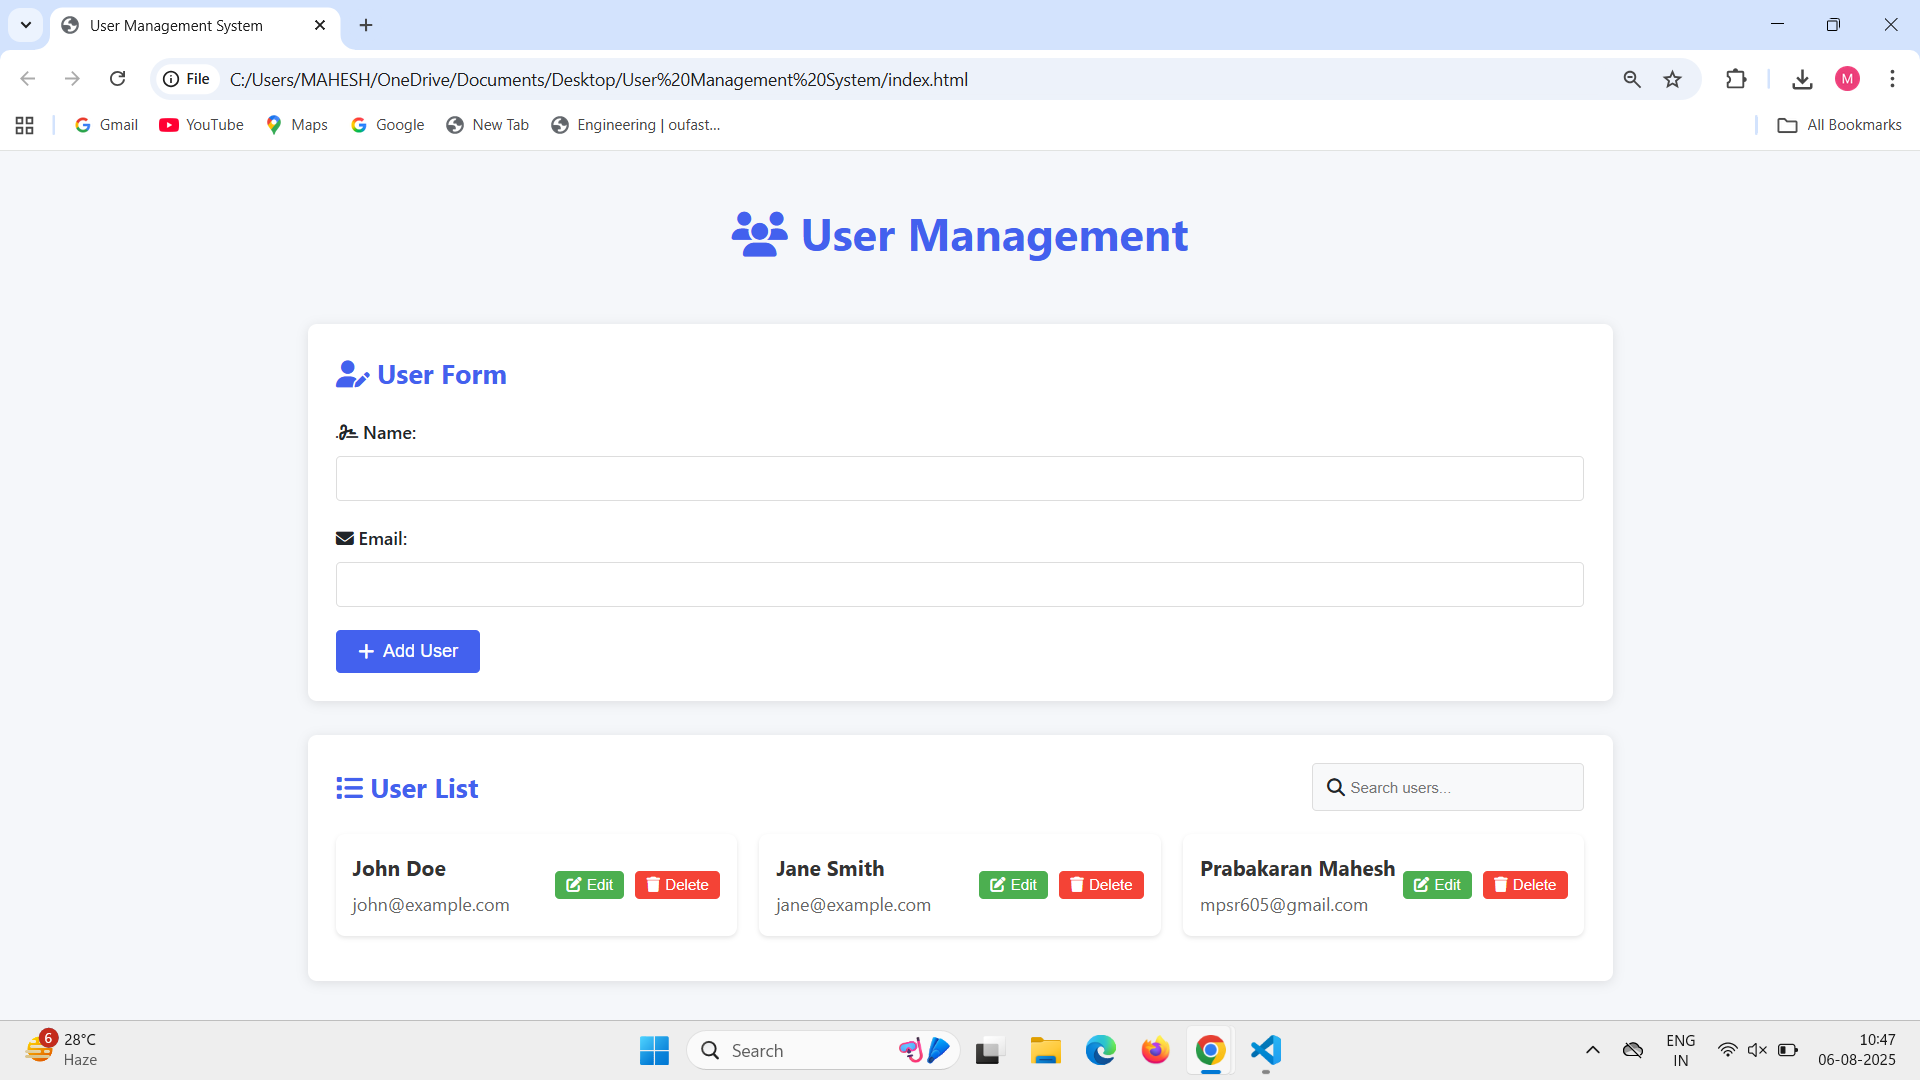 User Management System
File C:/Users/MAHESH/OneDrive/Documents/Desktop/User%20Management%20System/index.html M
Gmail YouTube Maps Google New Tab Engineering | oufast... All Bookmarks
User Management
User Form
Name:
Email:
Add User
User List Search users...
John Doe
john@example.com
Edit Delete
Jane Smith
jane@example.com
Edit Delete
Prabakaran Mahesh
mpsr605@gmail.com
Edit Delete
6 28°C
Haze
Search
ENG
IN
10:47
06-08-2025